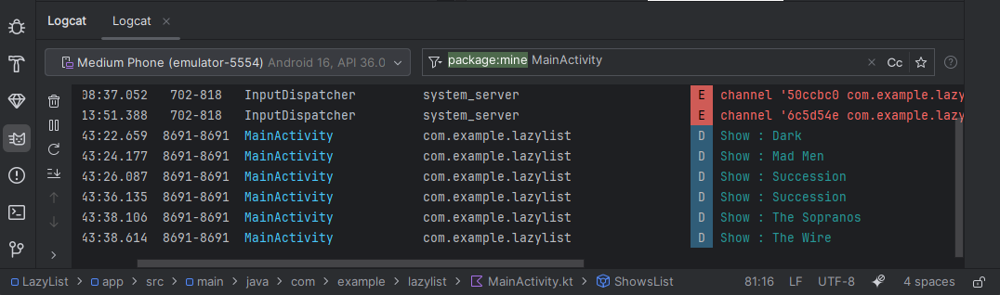 Logcat Logcat ×
Medium Phone (emulator-5554) Android 16, API 36.0 package:mine MainActivity × Cc ?
08:37.052 702-818 InputDispatcher system_server E channel '50ccbc0 com.example.lazy
13:51.388 702-818 InputDispatcher system_server E channel '6c5d54e com.example.lazy
43:22.659 8691-8691 MainActivity com.example.lazylist D Show : Dark
43:24.177 8691-8691 MainActivity com.example.lazylist D Show : Mad Men
43:26.087 8691-8691 MainActivity com.example.lazylist D Show : Succession
43:36.135 8691-8691 MainActivity com.example.lazylist D Show : Succession
43:38.106 8691-8691 MainActivity com.example.lazylist D Show : The Sopranos
43:38.614 8691-8691 MainActivity com.example.lazylist D Show : The Wire
LazyList > app > src > main > java > com > example > lazylist > MainActivity.kt > ShowsList 81:16 LF UTF-8 4 spaces